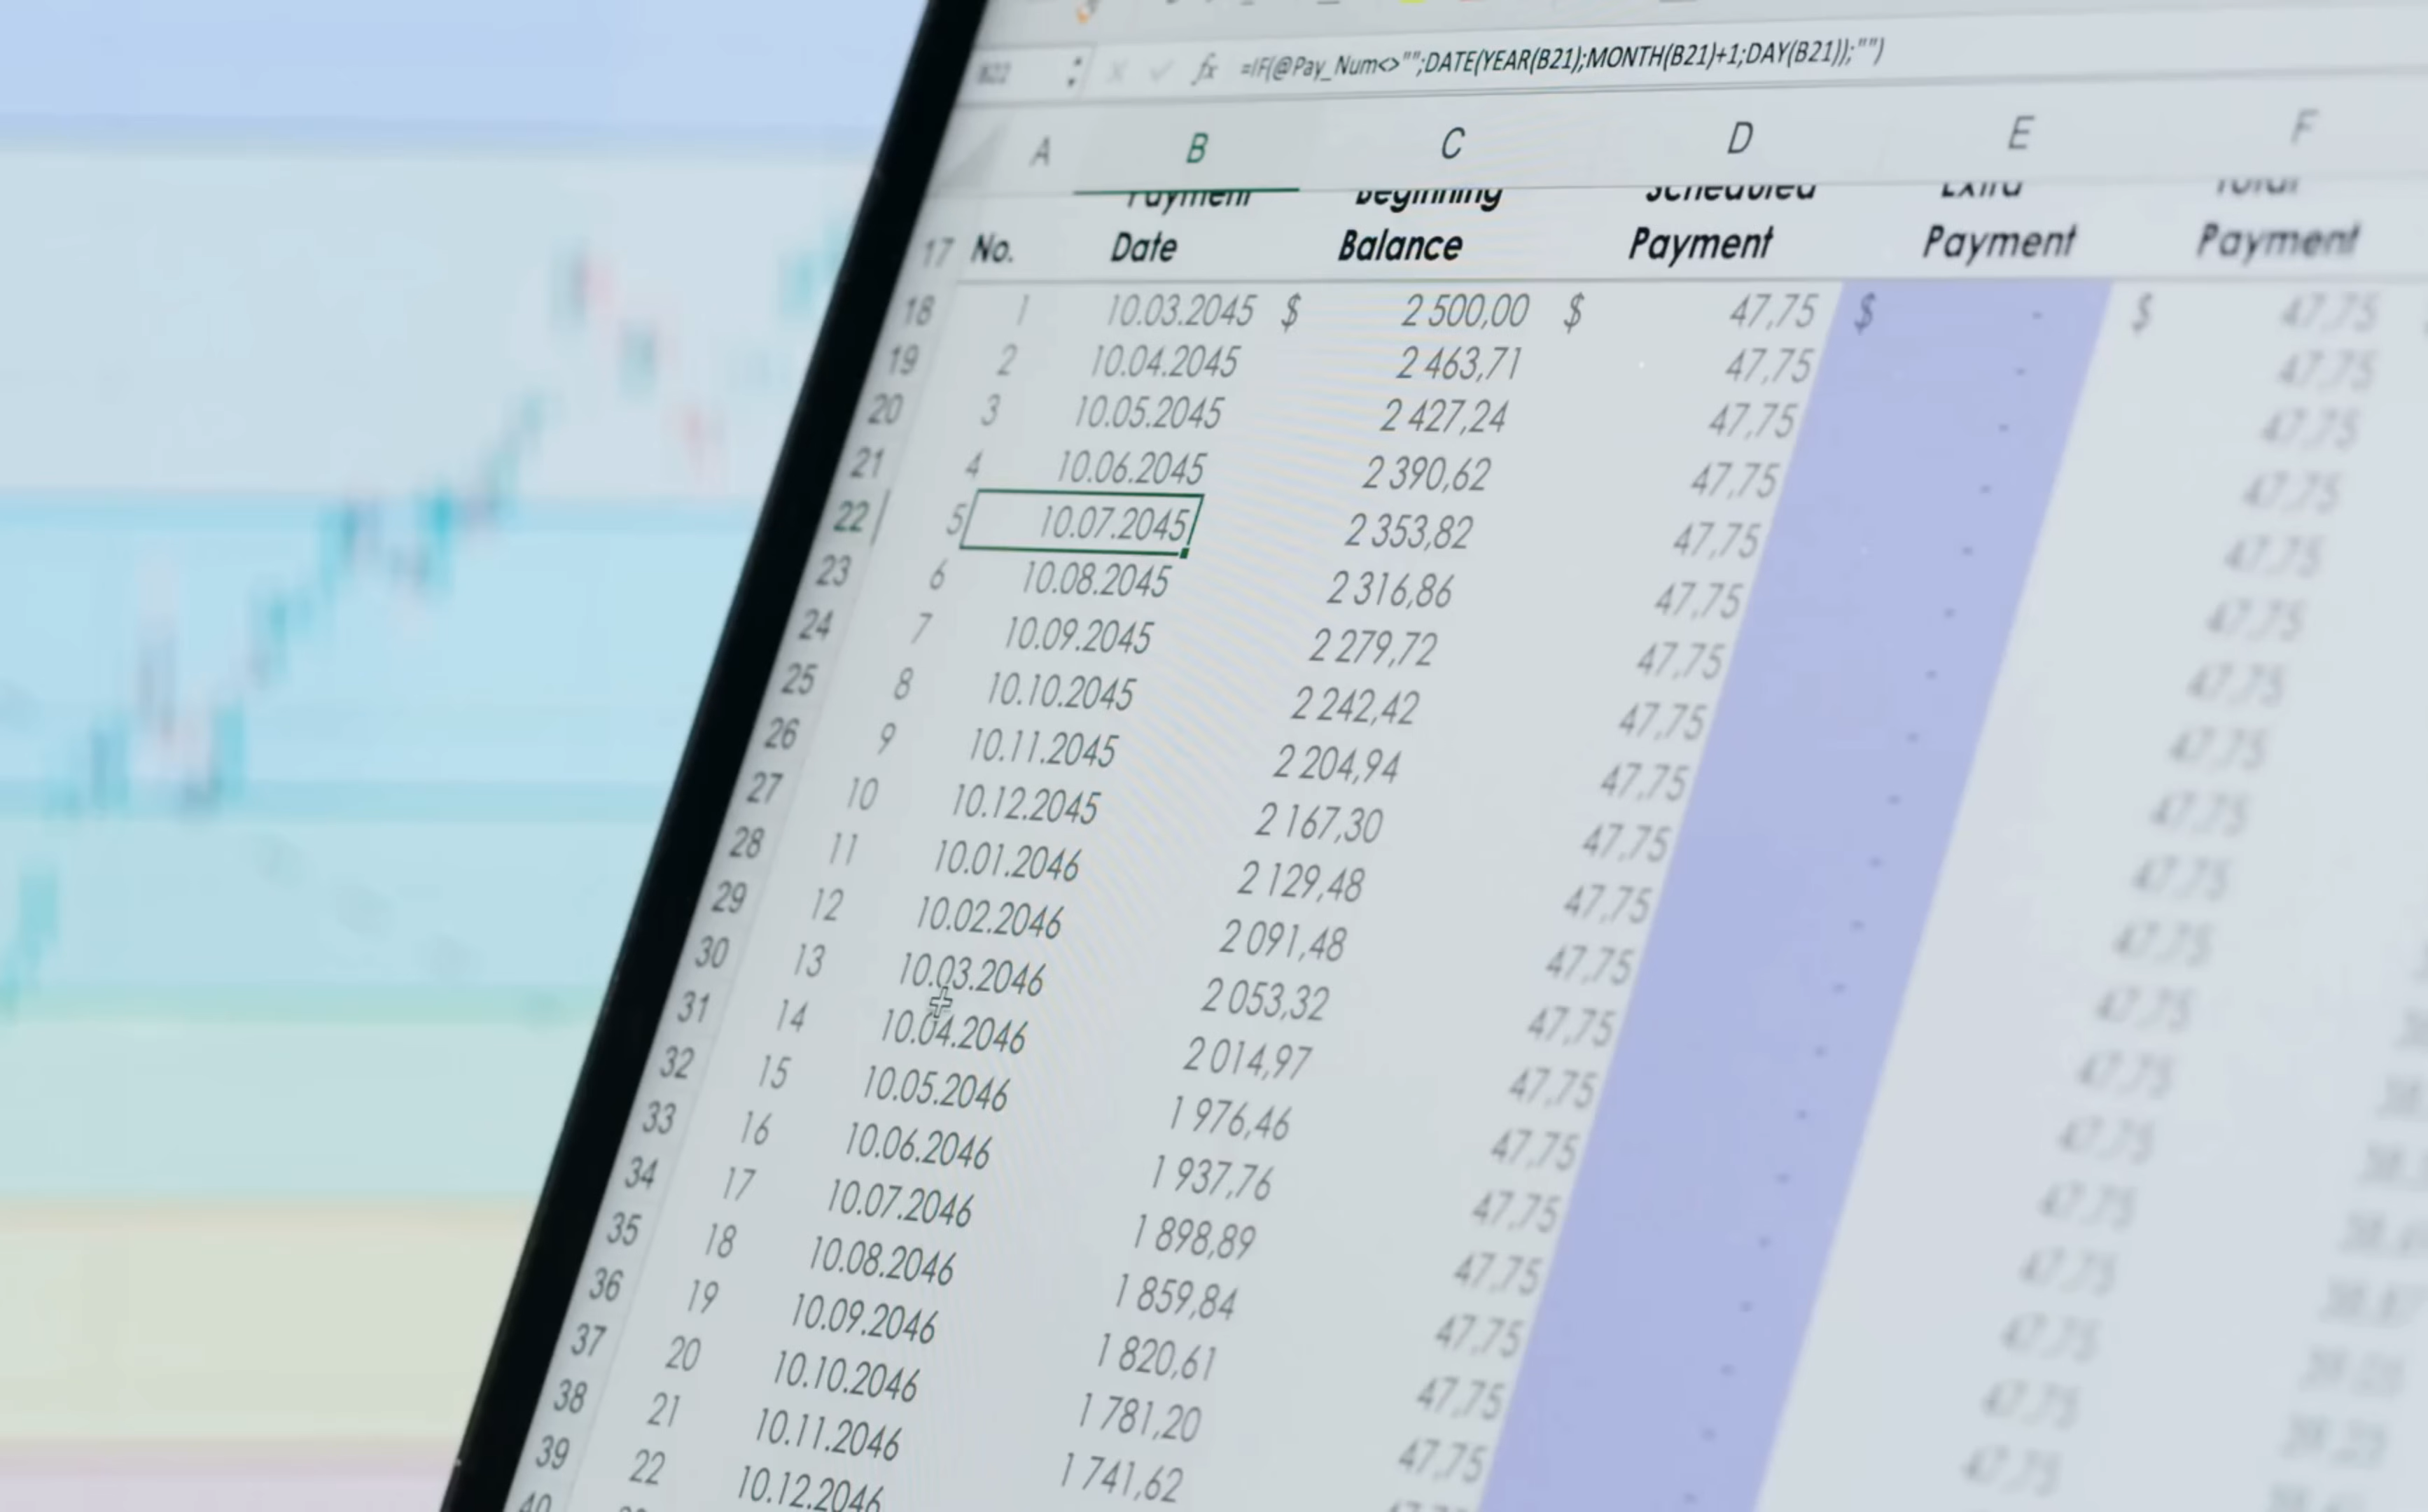 B22 fx =IF(@Pay_Num<>"";DATE(YEAR(B21);MONTH(B21)+1;DAY(B21));"")
A B C D E F
Payment Beginning Scheduled Extra Total
17 No. Date Balance Payment Payment Payment
18 1 10.03.2045 $ 2 500,00 $ 47,75 $ - $ 47,75
19 2 10.04.2045 2 463,71 47,75 - 47,75
20 3 10.05.2045 2 427,24 47,75 - 47,75
21 4 10.06.2045 2 390,62 47,75 - 47,75
22 5 10.07.2045 2 353,82 47,75 - 47,75
23 6 10.08.2045 2 316,86 47,75 - 47,75
24 7 10.09.2045 2 279,72 47,75 - 47,75
25 8 10.10.2045 2 242,42 47,75 - 47,75
26 9 10.11.2045 2 204,94 47,75 - 47,75
27 10 10.12.2045 2 167,30 47,75 - 47,75
28 11 10.01.2046 2 129,48 47,75 - 47,75
29 12 10.02.2046 2 091,48 47,75 - 47,75
30 13 10.03.2046 2 053,32 47,75 - 47,75
31 14 10.04.2046 2 014,97 47,75 - 47,75
32 15 10.05.2046 1 976,46 47,75 - 47,75
33 16 10.06.2046 1 937,76 47,75 - 47,75
34 17 10.07.2046 1 898,89 47,75 - 47,75
35 18 10.08.2046 1 859,84 47,75 - 47,75
36 19 10.09.2046 1 820,61 47,75 - 47,75
37 20 10.10.2046 1 781,20 47,75 - 47,75
38 21 10.11.2046 1 741,62 47,75 -
39 22 10.12.2046
40